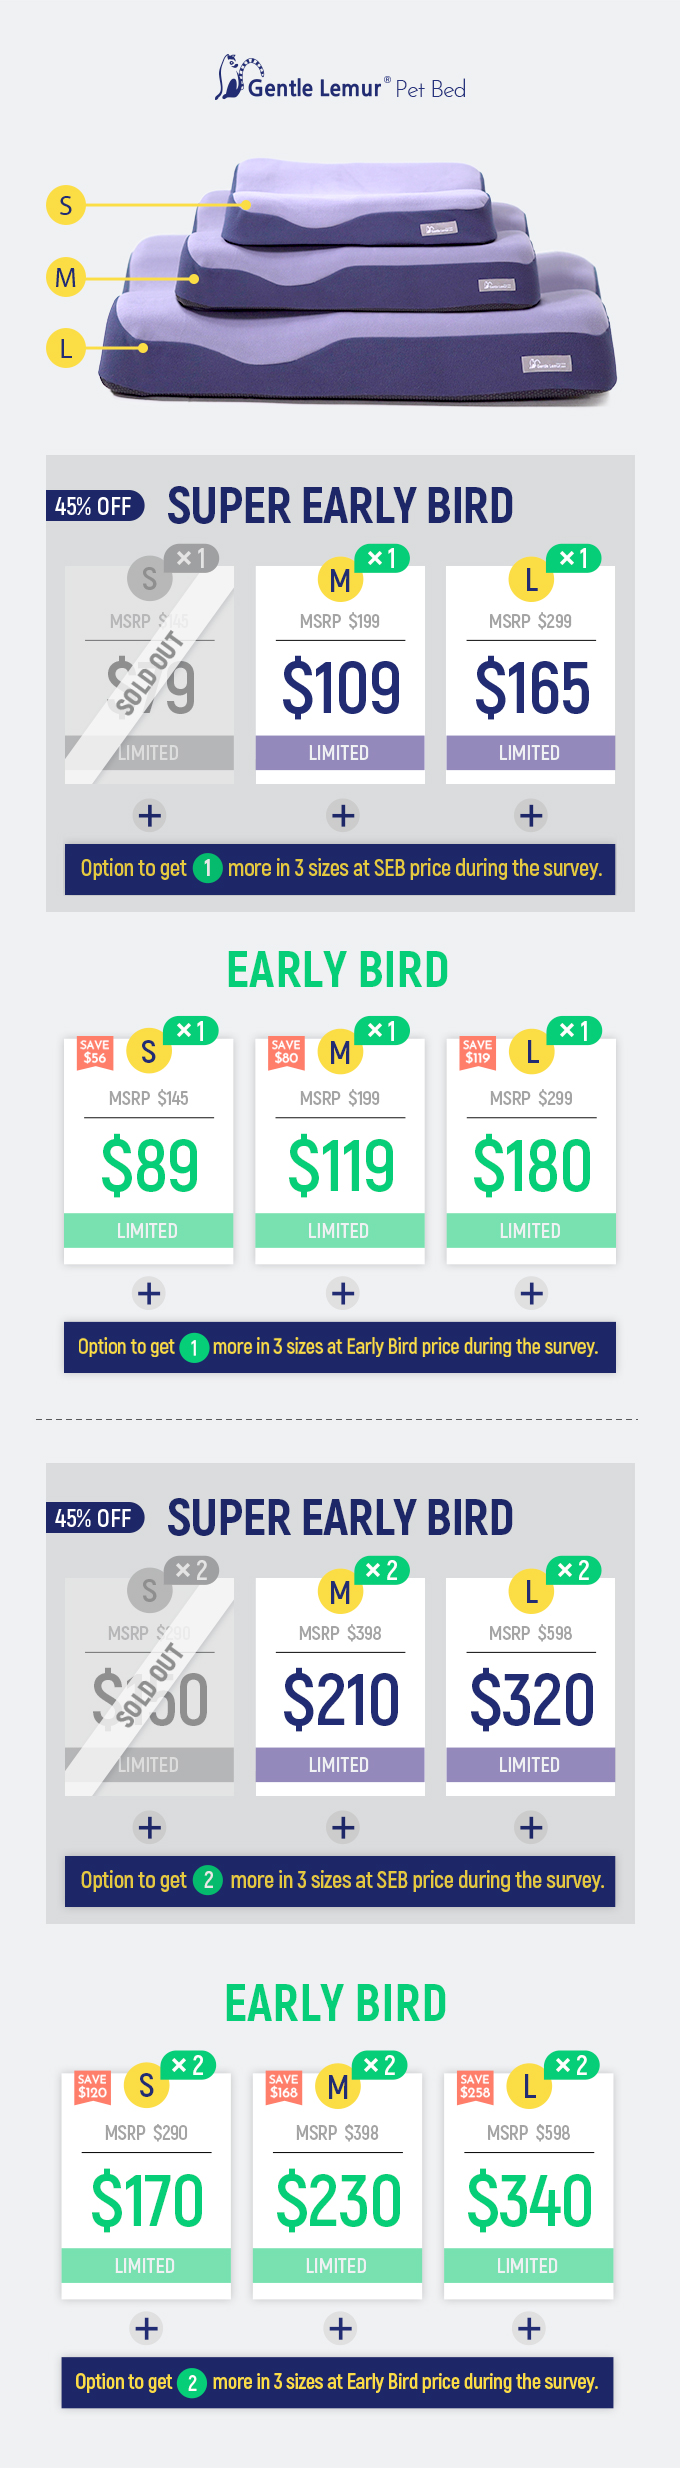 Gentle Lemur® Pet Bed
S
M
L
45% OFF SUPER EARLY BIRD
S ×1 M ×1 L ×1
MSRP $145 MSRP $199 MSRP $299
$79 $109 $165
SOLD OUT
LIMITED LIMITED LIMITED
+ + +
Option to get 1 more in 3 sizes at SEB price during the survey.
EARLY BIRD
SAVE $56 S ×1 SAVE $80 M ×1 SAVE $119 L ×1
MSRP $145 MSRP $199 MSRP $299
$89 $119 $180
LIMITED LIMITED LIMITED
+ + +
Option to get 1 more in 3 sizes at Early Bird price during the survey.
45% OFF SUPER EARLY BIRD
S ×2 M ×2 L ×2
MSRP $290 MSRP $398 MSRP $598
$210 $320
SOLD OUT
LIMITED LIMITED LIMITED
+ + +
Option to get 2 more in 3 sizes at SEB price during the survey.
EARLY BIRD
SAVE $120 S ×2 SAVE $168 M ×2 SAVE $258 L ×2
MSRP $290 MSRP $398 MSRP $598
$170 $230 $340
LIMITED LIMITED LIMITED
+ + +
Option to get 2 more in 3 sizes at Early Bird price during the survey.